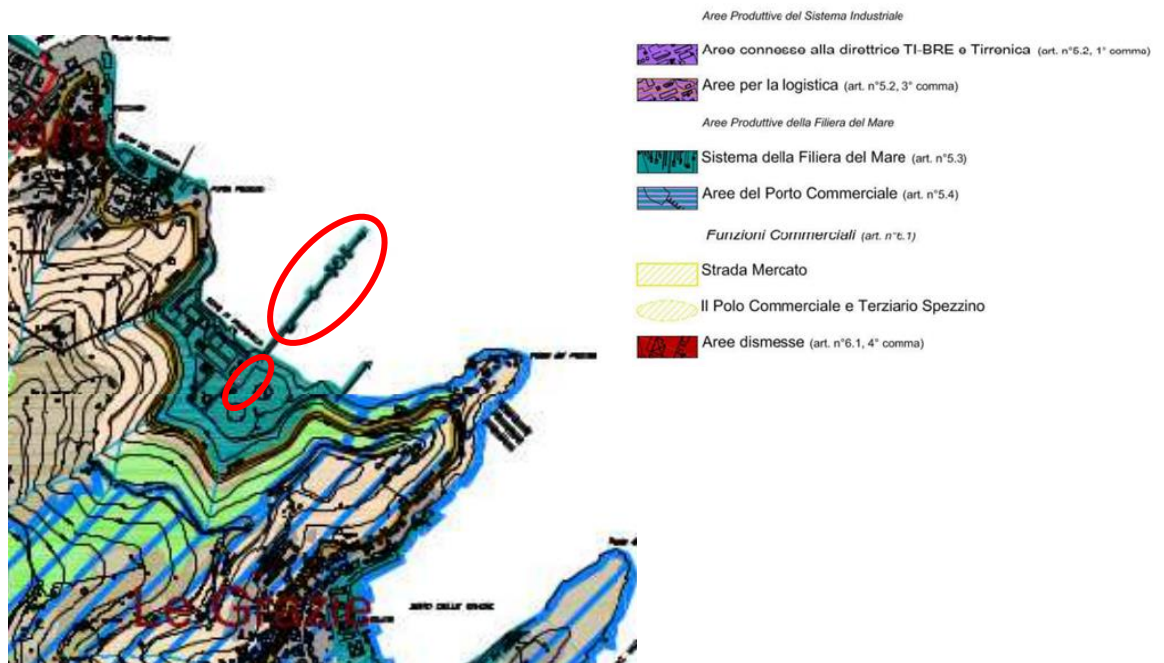 Aree Produttive del Sistema Industriale
Aree connesse alla direttrice TI-BRE e Tirrenica (art. n°5.2, 1° comma)
Aree per la logistica (art. n°5.2, 3° comma)
Aree Produttive della Filiera del Mare
Sistema della Filiera del Mare (art. n°5.3)
Aree del Porto Commerciale (art. n°5.4)
Funzioni Commerciali (art. n°6.1)
Strada Mercato
Il Polo Commerciale e Terziario Spezzino
Aree dismesse (art. n°6.1, 4° comma)
Le Grazie